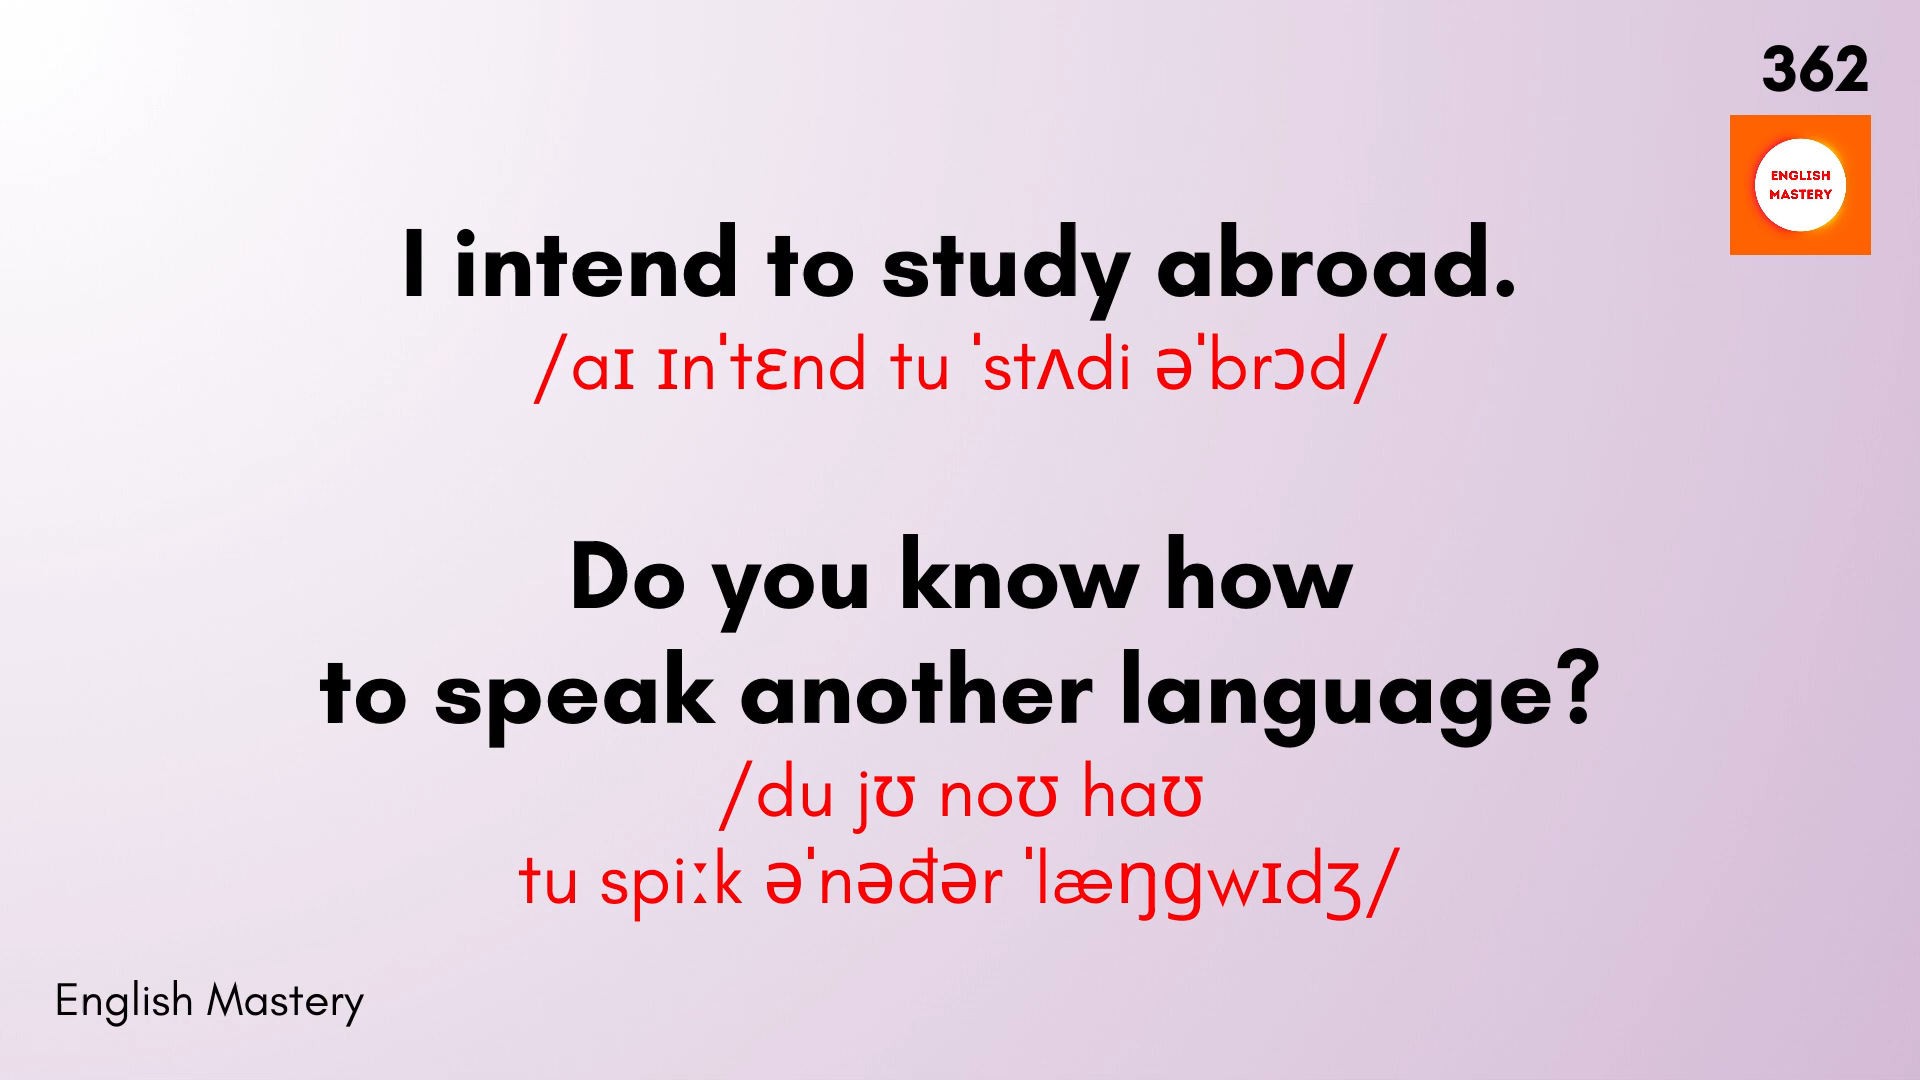 362
ENGLISH
MASTERY
I intend to study abroad.
/aɪ ɪnˈtɛnd tu ˈstʌdi əˈbrɔd/
Do you know how
to speak another language?
/du jʊ noʊ haʊ
tu spiːk əˈnəđər ˈlæŋgwɪdʒ/
English Mastery